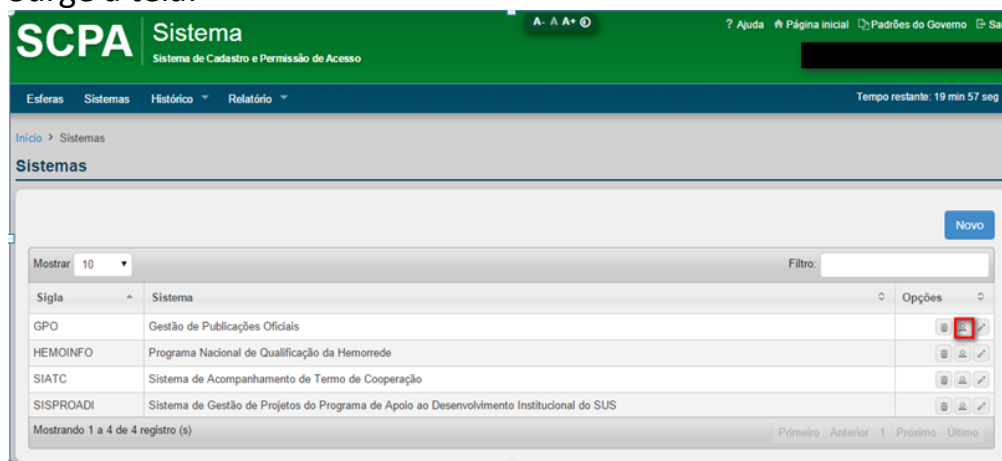 Surge a tela:
SCPA Sistema
Sistema de Cadastro e Permissão de Acesso
A- A A+
? Ajuda Página inicial Padrões do Governo
Esferas Sistemas Histórico Relatório Tempo restante: 19 min 57 seg
Início > Sistemas
Sistemas
Novo
Mostrar 10 Filtro:
Sigla Sistema Opções
GPO Gestão de Publicações Oficiais
HEMOINFO Programa Nacional de Qualificação da Hemorrede
SIATC Sistema de Acompanhamento de Termo de Cooperação
SISPROADI Sistema de Gestão de Projetos do Programa de Apoio ao Desenvolvimento Institucional do SUS
Mostrando 1 a 4 de 4 registro (s) Primeiro Anterior 1 Próximo Último